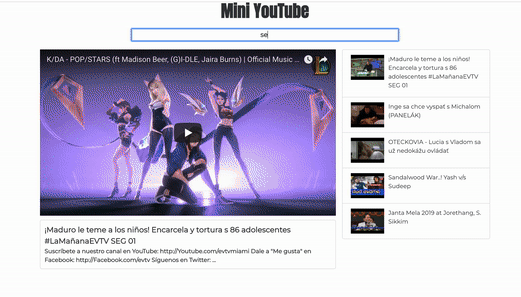 Mini YouTube
se
K/DA - POP/STARS (ft Madison Beer, (G)I-DLE, Jaira Burns) | Official Music ...
¡Maduro le teme a los niños! Encarcela y tortura s 86 adolescentes
#LaMañanaEVTV SEG 01
Suscríbete a nuestro canal en YouTube: http://Youtube.com/evtvmiami Dale a "Me gusta" en
Facebook: http://Facebook.com/evtv Síguenos en Twitter: ...
¡Maduro le teme a los niños!
Encarcela y tortura s 86
adolescentes #LaMañanaEVTV
SEG 01
Inge sa chce vyspať s Michalom
(PANELÁK)
OTECKOVIA - Lucia s Vladom sa
už nedokážu ovládať
Sandalwood War..! Yash v/s
Sudeep
Janta Mela 2019 at Jorethang, S.
Sikkim